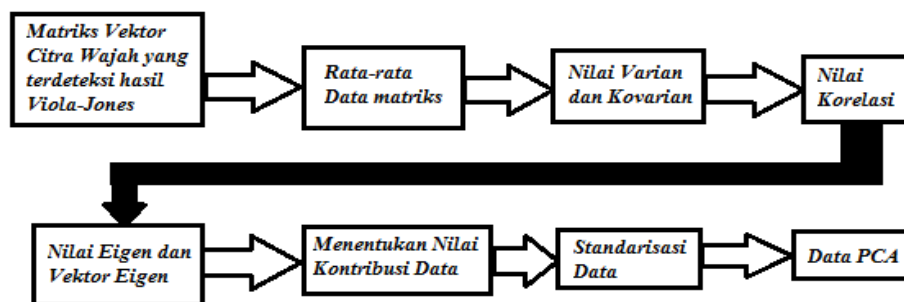 Matriks Vektor
Citra Wajah yang
terdeteksi hasil
Viola-Jones
Rata-rata
Data matriks
Nilai Varian
dan Kovarian
Nilai
Korelasi
Nilai Eigen dan
Vektor Eigen
Menentukan Nilai
Kontribusi Data
Standarisasi
Data
Data PCA